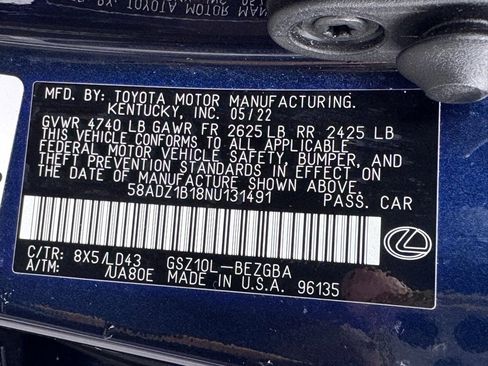 MFD. BY: TOYOTA MOTOR MANUFACTURING.
KENTUCKY, INC. 05/22
GVWR 4740 LB GAWR FR 2625 LB RR 2425 LB
THIS VEHICLE CONFORMS TO ALL APPLICABLE
FEDERAL MOTOR VEHICLE SAFETY, BUMPER, AND
THEFT PREVENTION STANDARDS IN EFFECT ON
THE DATE OF MANUFACTURE SHOWN ABOVE.
58ADZ1B18NU131491 PASS. CAR
C/TR: 8X5/LD43 GSZ10L-BEZGBA
A/TM: /UA80E MADE IN U.S.A. 96135